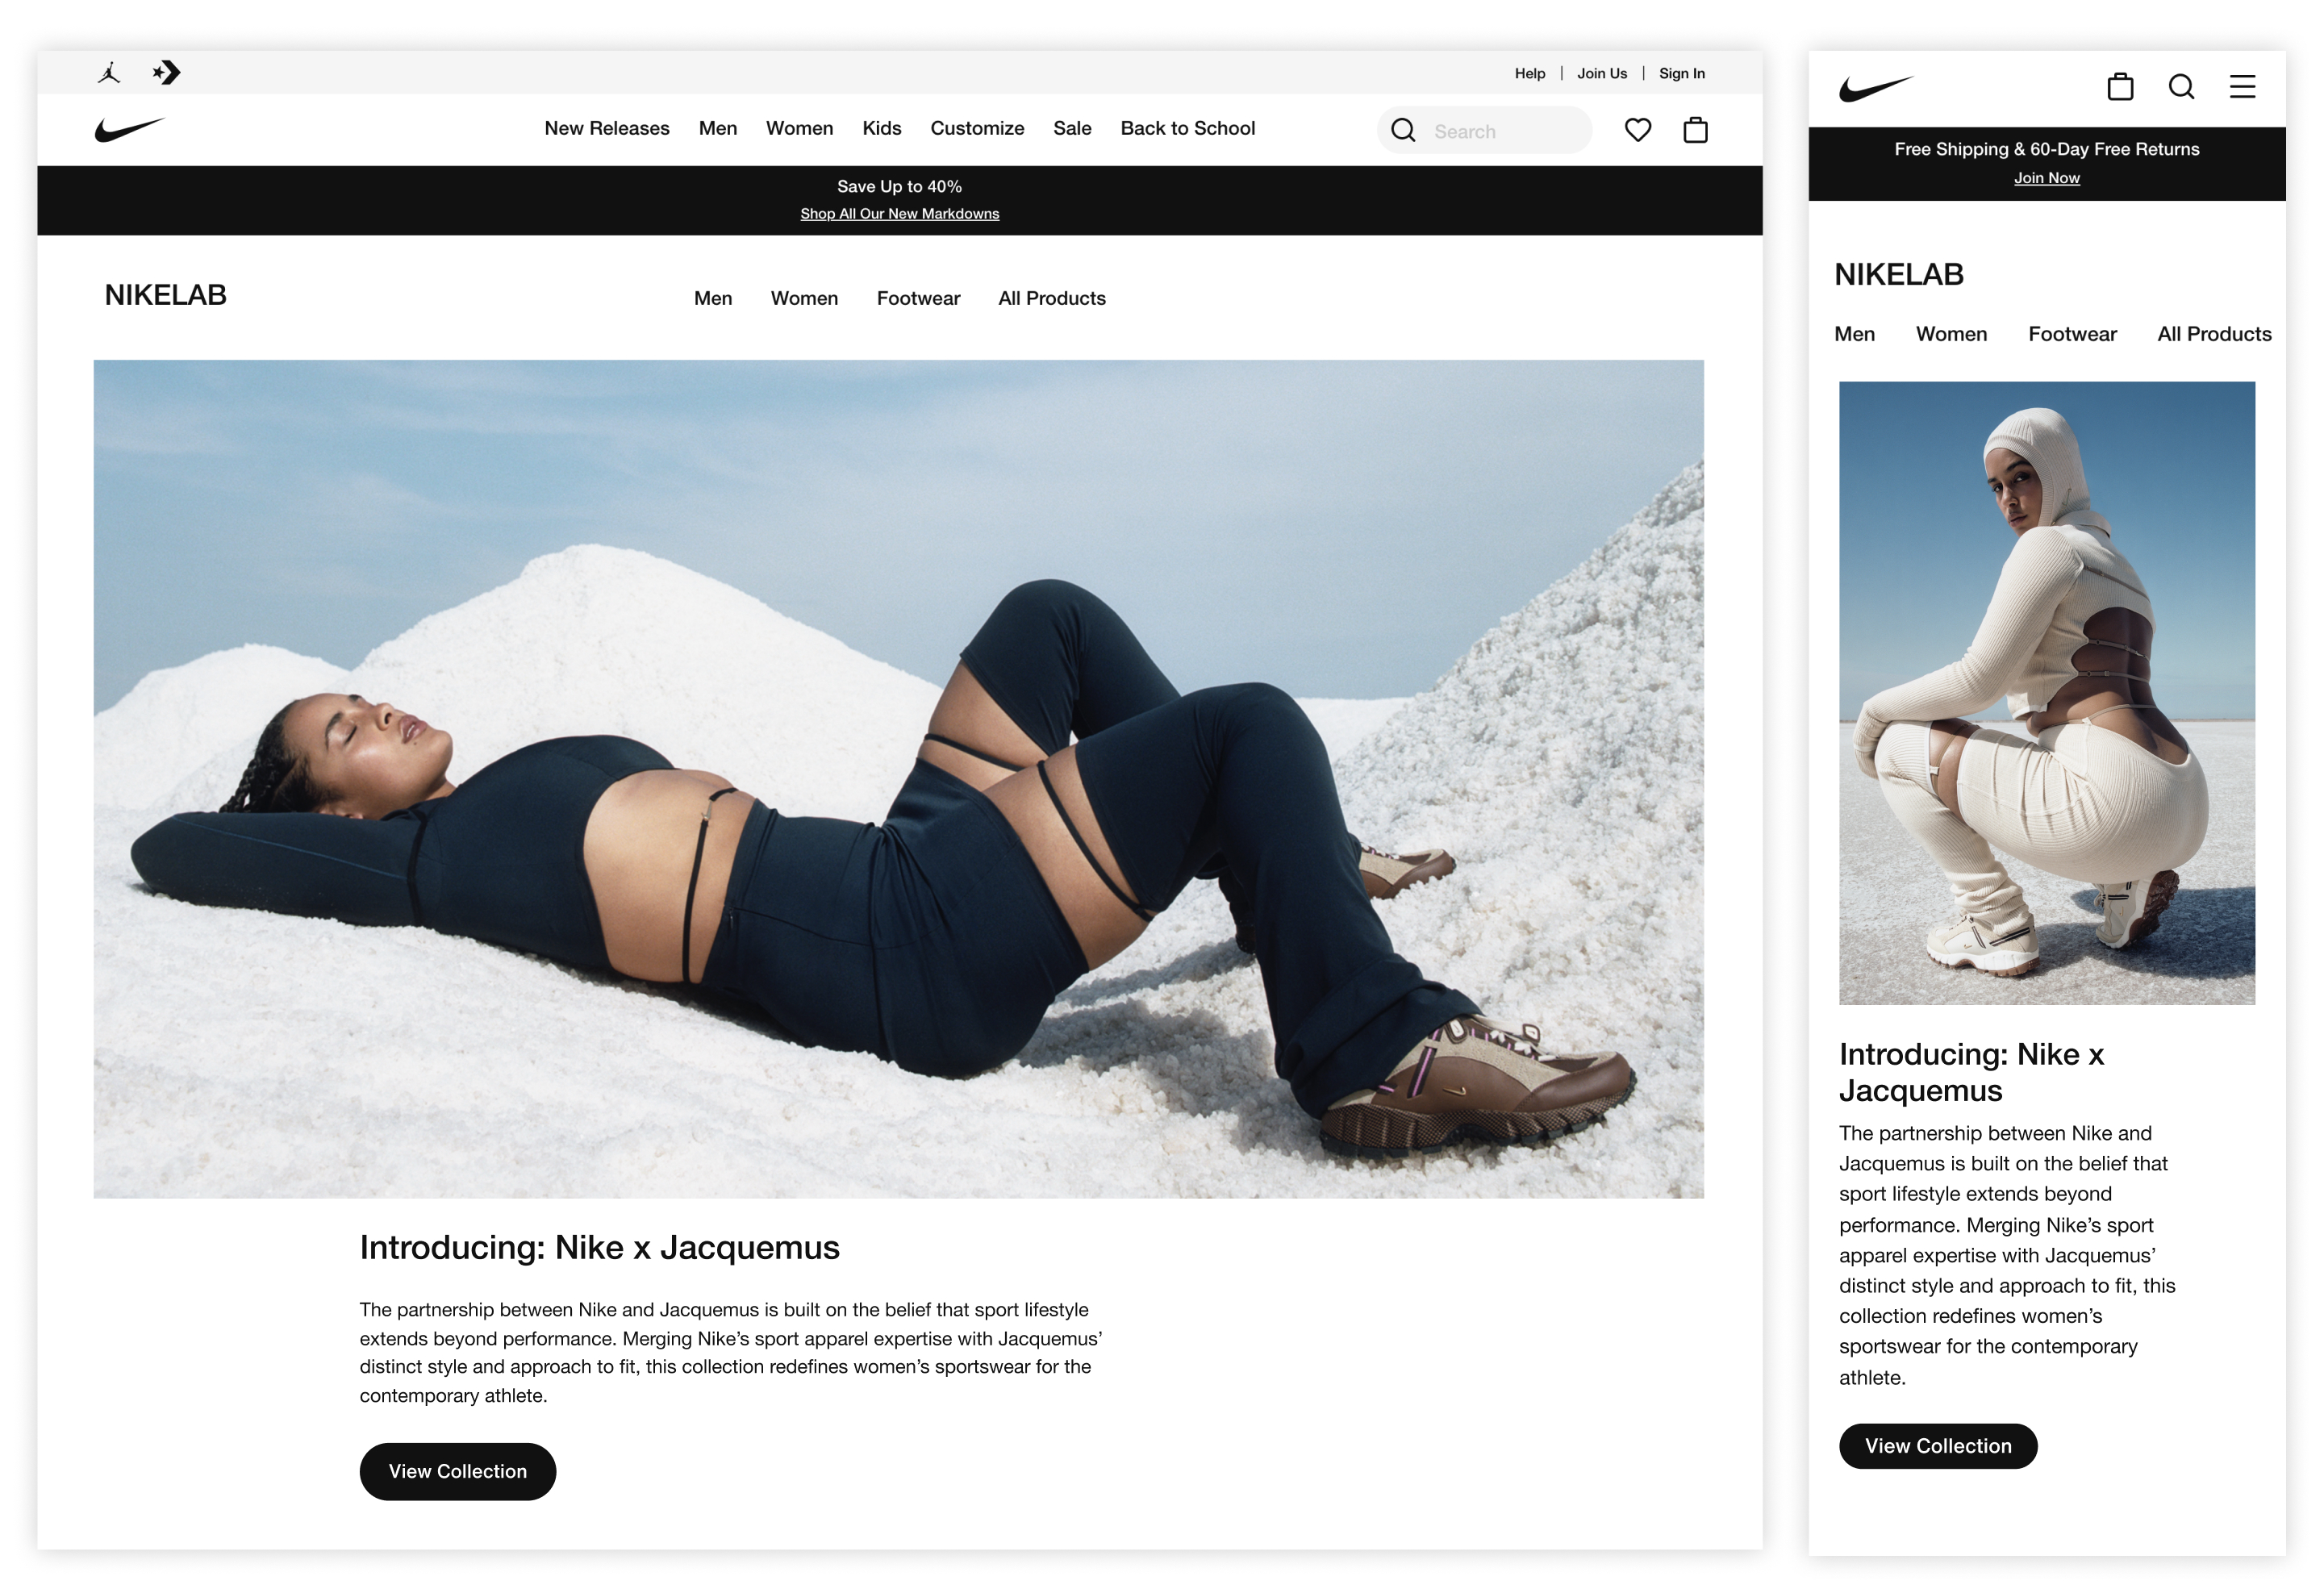 Help | Join Us | Sign In
New Releases Men Women Kids Customize Sale Back to School Search
Save Up to 40%
Shop All Our New Markdowns
NIKELAB Men Women Footwear All Products
Introducing: Nike x Jacquemus
The partnership between Nike and Jacquemus is built on the belief that sport lifestyle
extends beyond performance. Merging Nike’s sport apparel expertise with Jacquemus’
distinct style and approach to fit, this collection redefines women’s sportswear for the
contemporary athlete.
View Collection
Free Shipping & 60-Day Free Returns
Join Now
NIKELAB
Men Women Footwear All Products
Introducing: Nike x
Jacquemus
The partnership between Nike and
Jacquemus is built on the belief that
sport lifestyle extends beyond
performance. Merging Nike’s sport
apparel expertise with Jacquemus’
distinct style and approach to fit, this
collection redefines women’s
sportswear for the contemporary
athlete.
View Collection